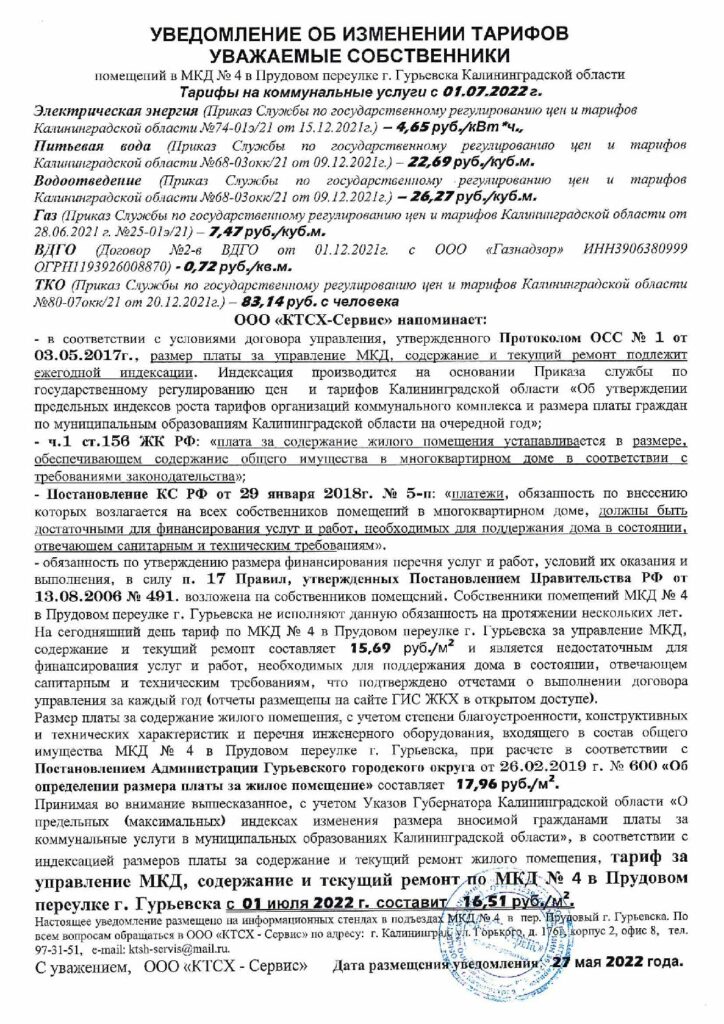 УВЕДОМЛЕНИЕ ОБ ИЗМЕНЕНИИ ТАРИФОВ
УВАЖАЕМЫЕ СОБСТВЕННИКИ
помещений в МКД № 4 в Прудовом переулке г. Гурьевска Калининградской области
Тарифы на коммунальные услуги с 01.07.2022г.
Электрическая энергия (Приказ Службы по государственному регулированию цен и тарифов
Калининградской области №74-01э/21 от 15.12.2021г.) – 4,65 руб./кВт*ч.,
Питьевая вода (Приказ Службы по государственному регулированию цен и тарифов
Калининградской области №68-03окк/21 от 09.12.2021г.) – 22,69 руб./куб.м.
Водоотведение (Приказ Службы по государственному регулированию цен и тарифов
Калининградской области №68-03окк/21 от 09.12.2021г.) – 26,27 руб./куб.м.
Газ (Приказ Службы по государственному регулированию цен и тарифов Калининградской области от
28.06.2021 г. №25-01э/21) – 7,47 руб./куб.м.
ВДГО (Договор №2-в ВДГО от 01.12.2021г. с ООО «Газнадзор» ИНН3906380999
ОГРН1193926008870) - 0,72 руб./кв.м.
ТКО (Приказ Службы по государственному регулированию цен и тарифов Калининградской области
№80-07окк/21 от 20.12.2021г.) – 83,14 руб. с человека
ООО «КТСХ-Сервис» напоминает:
- в соответствии с условиями договора управления, утвержденного Протоколом ОСС № 1 от
03.05.2017г., размер платы за управление МКД, содержание и текущий ремонт подлежит
ежегодной индексации. Индексация производится на основании Приказа службы по
государственному регулированию цен и тарифов Калининградской области «Об утверждении
предельных индексов роста тарифов организаций коммунального комплекса и размера платы граждан
по муниципальным образованиям Калининградской области на очередной год»;
- ч.1 ст.156 ЖК РФ: «плата за содержание жилого помещения устанавливается в размере,
обеспечивающем содержание общего имущества в многоквартирном доме в соответствии с
требованиями законодательства»;
- Постановление КС РФ от 29 января 2018г. № 5-п: «платежи, обязанность по внесению
которых возлагается на всех собственников помещений в многоквартирном доме, должны быть
достаточными для финансирования услуг и работ, необходимых для поддержания дома в состоянии,
отвечающем санитарным и техническим требованиям».
- обязанность по утверждению размера финансирования перечня услуг и работ, условий их оказания и
выполнения, в силу п. 17 Правил, утвержденных Постановлением Правительства РФ от
13.08.2006 № 491. возложена на собственников помещений. Собственники помещений МКД № 4
в Прудовом переулке г. Гурьевска не исполняют данную обязанность на протяжении нескольких лет.
На сегодняшний день тариф по МКД № 4 в Прудовом переулке г. Гурьевска за управление МКД,
содержание и текущий ремонт составляет 15,69 руб./м² и является недостаточным для
финансирования услуг и работ, необходимых для поддержания дома в состоянии, отвечающем
санитарным и техническим требованиям, что подтверждено отчетами о выполнении договора
управления за каждый год (отчеты размещены на сайте ГИС ЖКХ в открытом доступе).
Размер платы за содержание жилого помещения, с учетом степени благоустроенности, конструктивных
и технических характеристик и перечня инженерного оборудования, входящего в состав общего
имущества МКД № 4 в Прудовом переулке г. Гурьевска, при расчете в соответствии с
Постановлением Администрации Гурьевского городского округа от 26.02.2019 г. № 600 «Об
определении размера платы за жилое помещение» составляет 17,96 руб./м².
Принимая во внимание вышесказанное, с учетом Указов Губернатора Калининградской области «О
предельных (максимальных) индексах изменения размера вносимой гражданами платы за
коммунальные услуги в муниципальных образованиях Калининградской области», в соответствии с
индексацией размеров платы за содержание и текущий ремонт жилого помещения, тариф за
управление МКД, содержание и текущий ремонт по МКД № 4 в Прудовом
переулке г. Гурьевска с 01 июля 2022 г. составит 16,51 руб./м².
Настоящее уведомление размещено на информационных стендах в подъездах МКД № 4 в пер. Прудовый г. Гурьевска. По
всем вопросам обращаться в ООО «КТСХ - Сервис» по адресу: г. Калининград, ул. Горького, д. 176Г, корпус 2, офис 8, тел.
97-31-51, e-mail: ktsh-servis@mail.ru.
С уважением, ООО «КТСХ - Сервис» Дата размещения уведомления: 27 мая 2022 года.